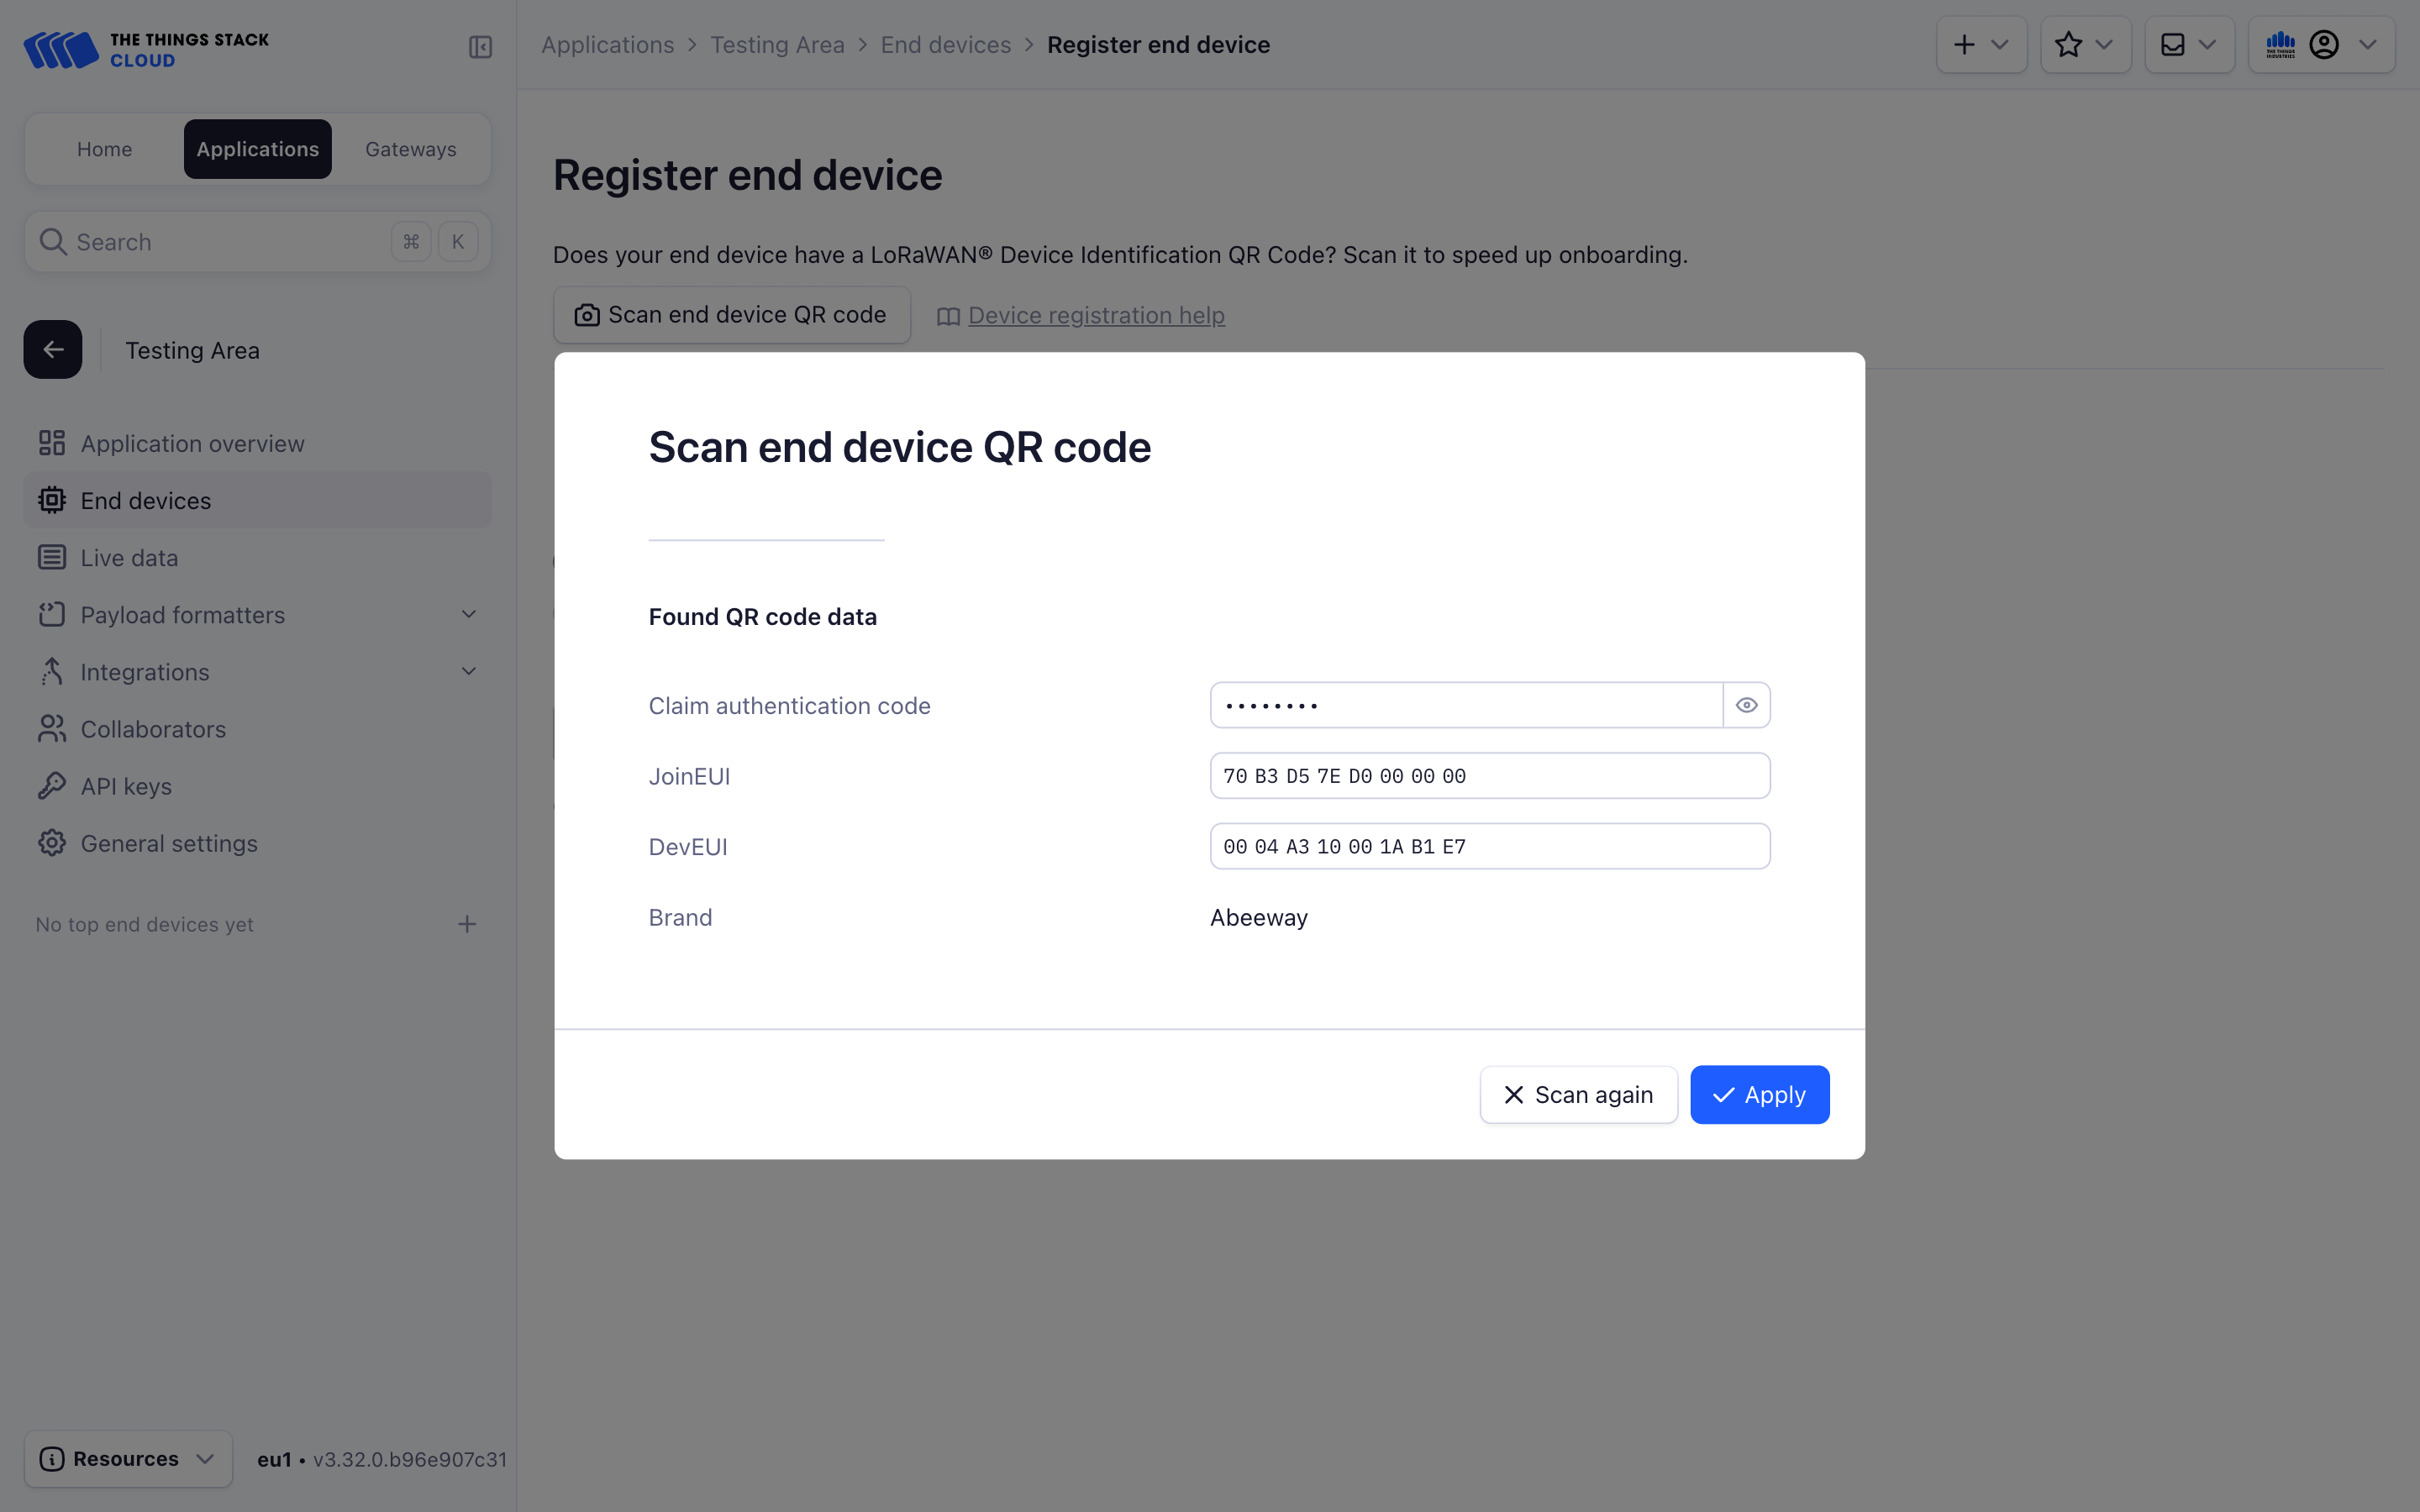 THE THINGS STACK
CLOUD
Applications > Testing Area > End devices > Register end device
THE THINGS
INDUSTRIES
Home
Applications
Gateways
Search
⌘ K
Testing Area
Application overview
End devices
Live data
Payload formatters
Integrations
Collaborators
API keys
General settings
No top end devices yet
Resources
eu1 • v3.32.0.b96e907c31
Register end device
Does your end device have a LoRaWAN® Device Identification QR Code? Scan it to speed up onboarding.
Scan end device QR code
Device registration help
Scan end device QR code
Found QR code data
Claim authentication code ••••••••
JoinEUI 70 B3 D5 7E D0 00 00 00
DevEUI 00 04 A3 10 00 1A B1 E7
Brand Abeeway
Scan again
Apply